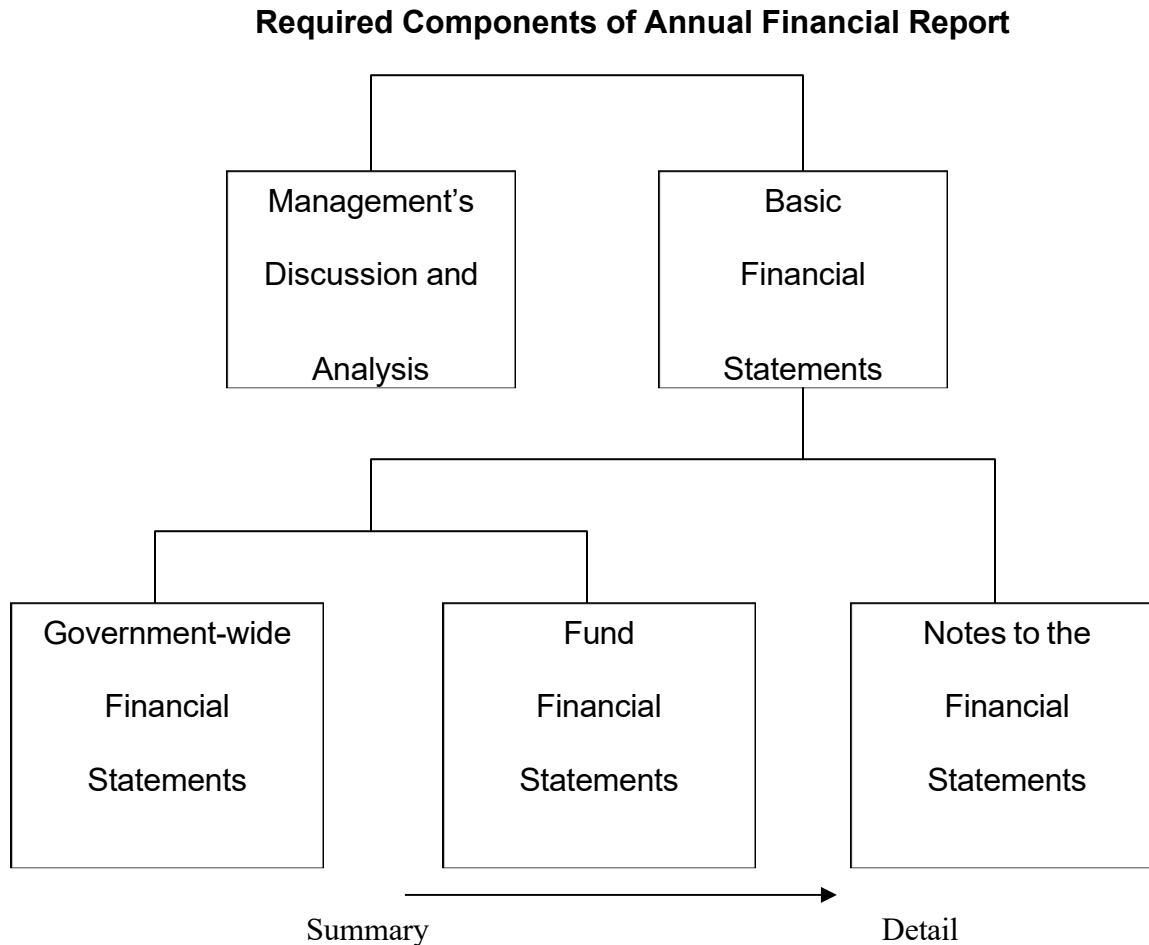 Required Components of Annual Financial Report
Management’s
Discussion and
Analysis
Basic
Financial
Statements
Government-wide
Financial
Statements
Fund
Financial
Statements
Notes to the
Financial
Statements
Summary
Detail